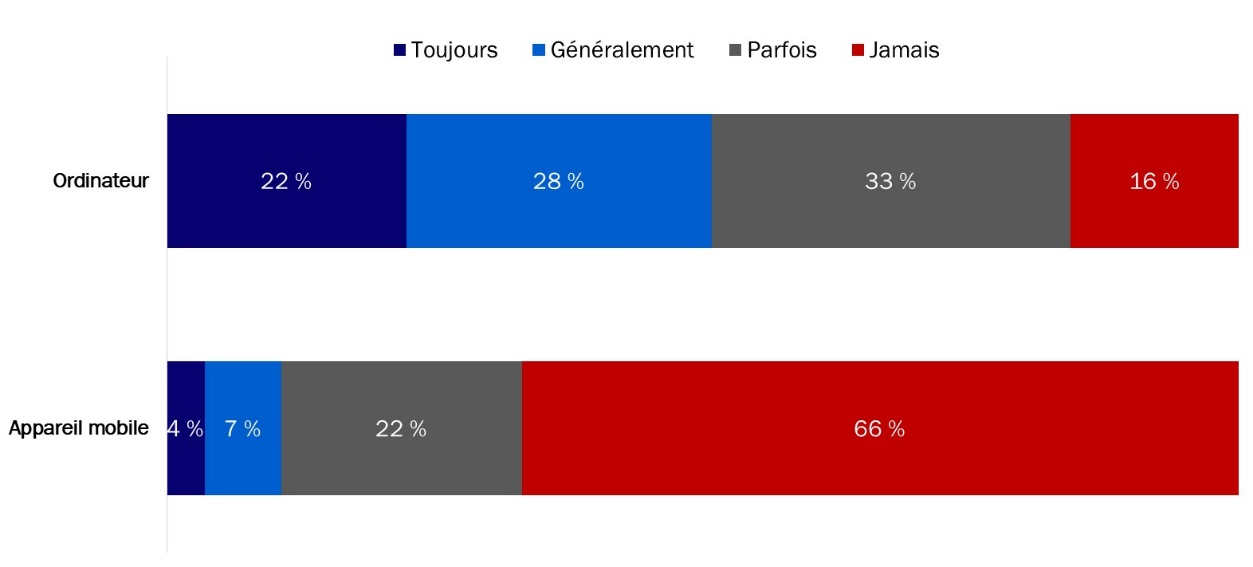 Toujours Généralement Parfois Jamais
Ordinateur 22 % 28 % 33 % 16 %
Appareil mobile 4 % 7 % 22 % 66 %